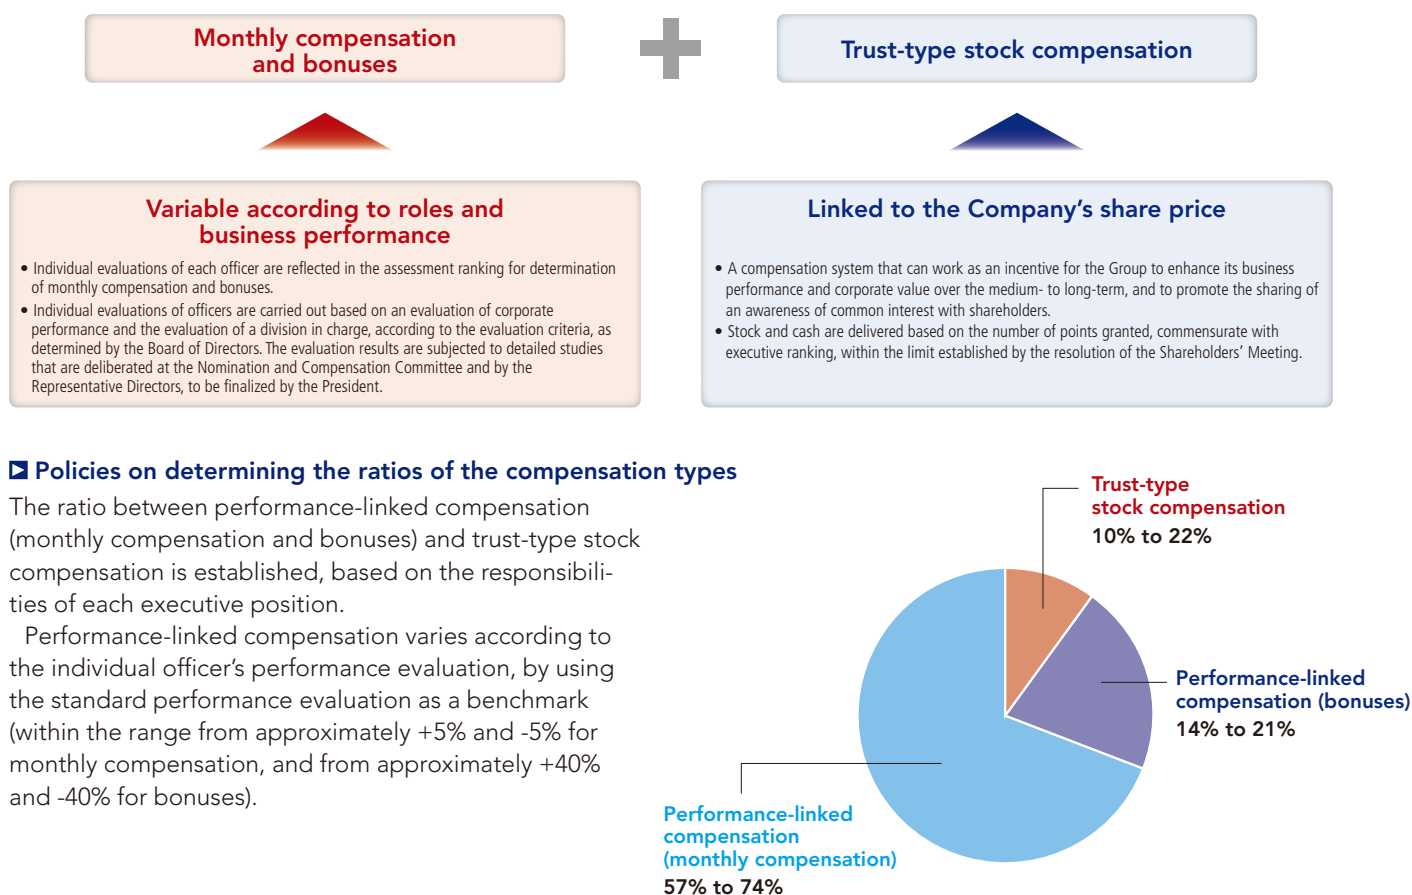 Monthly compensation
and bonuses
Trust-type stock compensation
Variable according to roles and
business performance
• Individual evaluations of each officer are reflected in the assessment ranking for determination
of monthly compensation and bonuses.
• Individual evaluations of officers are carried out based on an evaluation of corporate
performance and the evaluation of a division in charge, according to the evaluation criteria, as
determined by the Board of Directors. The evaluation results are subjected to detailed studies
that are deliberated at the Nomination and Compensation Committee and by the
Representative Directors, to be finalized by the President.
Linked to the Company's share price
• A compensation system that can work as an incentive for the Group to enhance its business
performance and corporate value over the medium- to long-term, and to promote the sharing of
an awareness of common interest with shareholders.
• Stock and cash are delivered based on the number of points granted, commensurate with
executive ranking, within the limit established by the resolution of the Shareholders' Meeting.
Policies on determining the ratios of the compensation types
The ratio between performance-linked compensation
(monthly compensation and bonuses) and trust-type stock
compensation is established, based on the responsibili-
ties of each executive position.
Performance-linked compensation varies according to
the individual officer's performance evaluation, by using
the standard performance evaluation as a benchmark
(within the range from approximately +5% and -5% for
monthly compensation, and from approximately +40%
and -40% for bonuses).
Trust-type
stock compensation
10% to 22%
Performance-linked
compensation (bonuses)
14% to 21%
Performance-linked
compensation
(monthly compensation)
57% to 74%